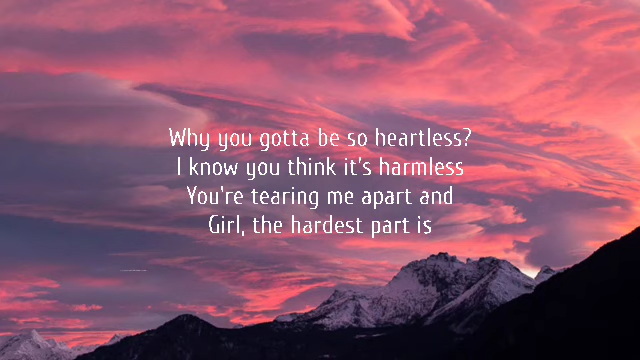 Why you gotta be so heartless?
I know you think it's harmless
You're tearing me apart and
Girl, the hardest part is